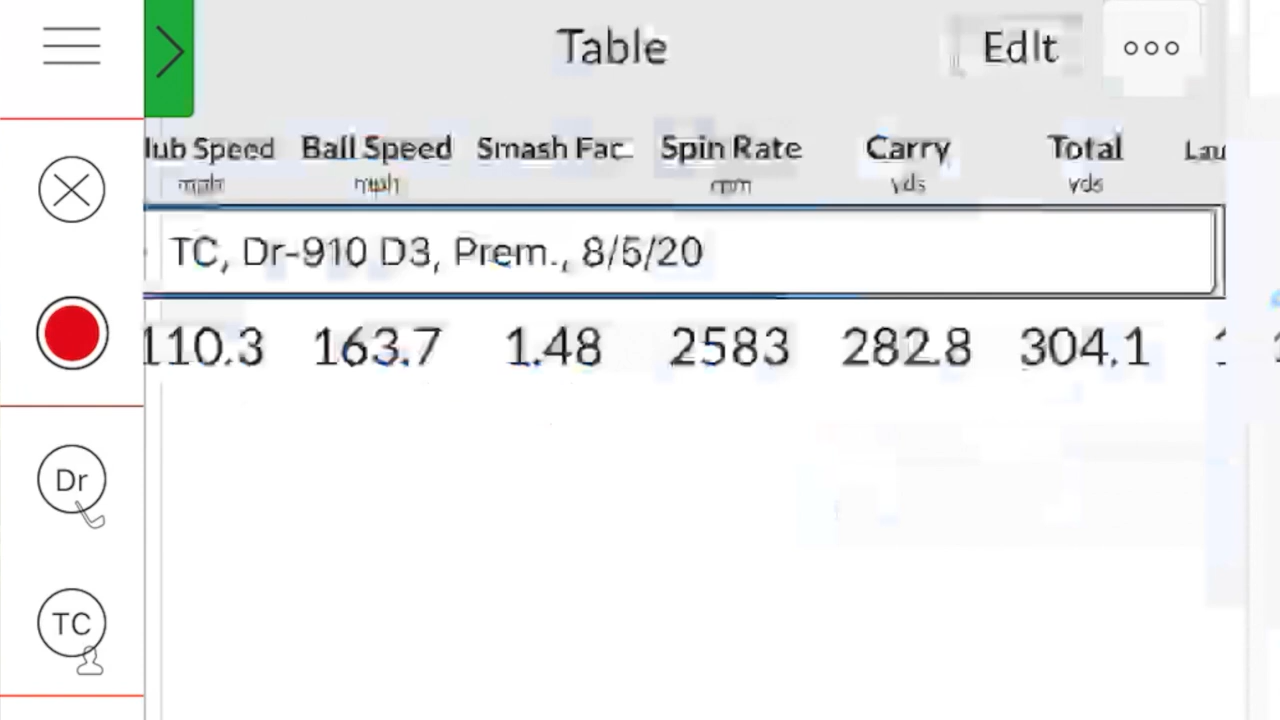 Table Edit ooo
lub Speed Ball Speed Smash Fac. Spin Rate Carry Total Lau
mph mph rpm yds yds
TC, Dr-910 D3, Prem., 8/5/20
110.3 163.7 1.48 2583 282.8 304.1
Dr
TC